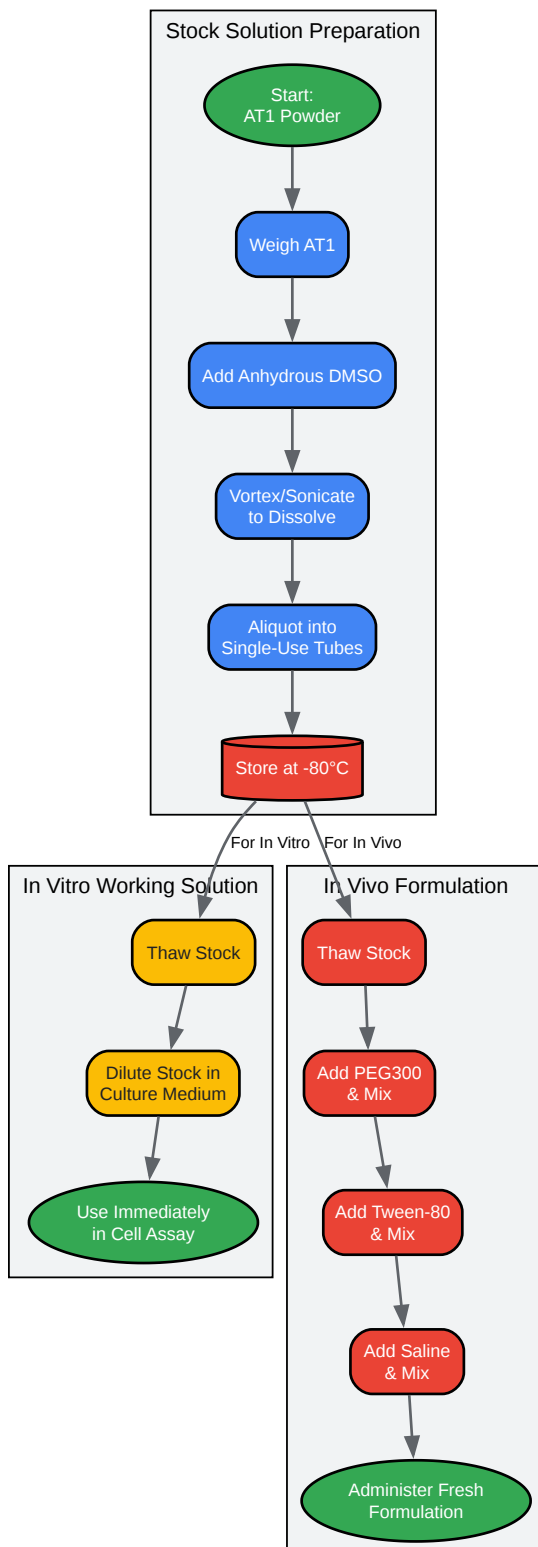 Stock Solution Preparation
Start:
AT1 Powder
Weigh AT1
Add Anhydrous DMSO
Vortex/Sonicate
to Dissolve
Aliquot into
Single-Use Tubes
Store at -80°C
For In Vitro
For In Vivo
In Vitro Working Solution
Thaw Stock
Dilute Stock in
Culture Medium
Use Immediately
in Cell Assay
In Vivo Formulation
Thaw Stock
Add PEG300
& Mix
Add Tween-80
& Mix
Add Saline
& Mix
Administer Fresh
Formulation